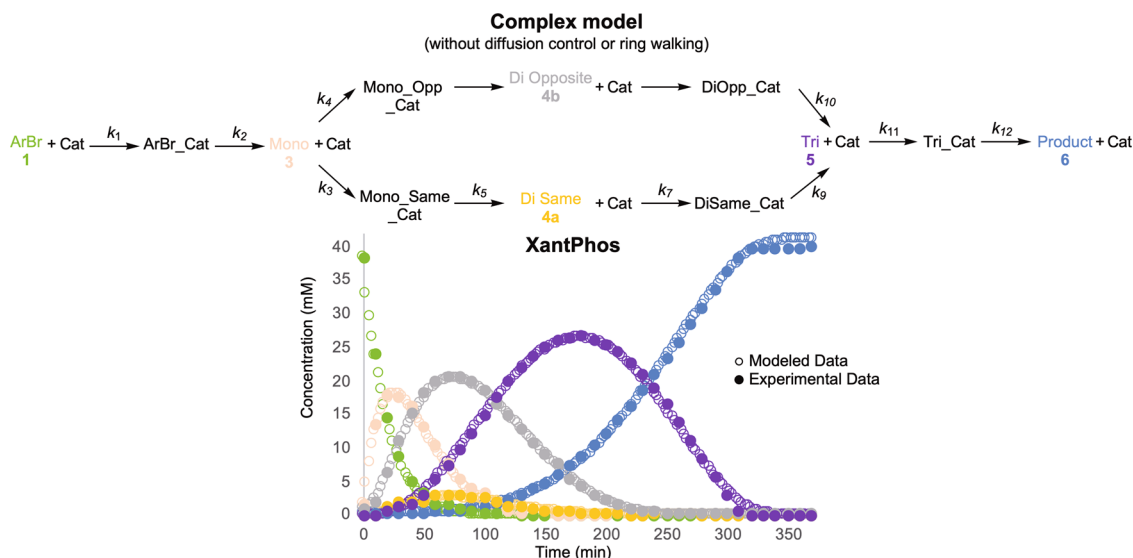 Complex model
(without diffusion control or ring walking)
ArBr + Cat
1
k1
ArBr_Cat
k2
Mono + Cat
3
k4
Mono_Opp
_Cat
Di Opposite + Cat
4b
DiOpp_Cat
k10
k3
Mono_Same
_Cat
k5
Di Same + Cat
4a
k7
DiSame_Cat
k9
Tri + Cat
5
k11
Tri_Cat
k12
Product + Cat
6
XantPhos
Concentration (mM)
40
35
30
25
20
15
10
5
0
0 50 100 150 200 250 300 350
Time (min)
Modeled Data
Experimental Data